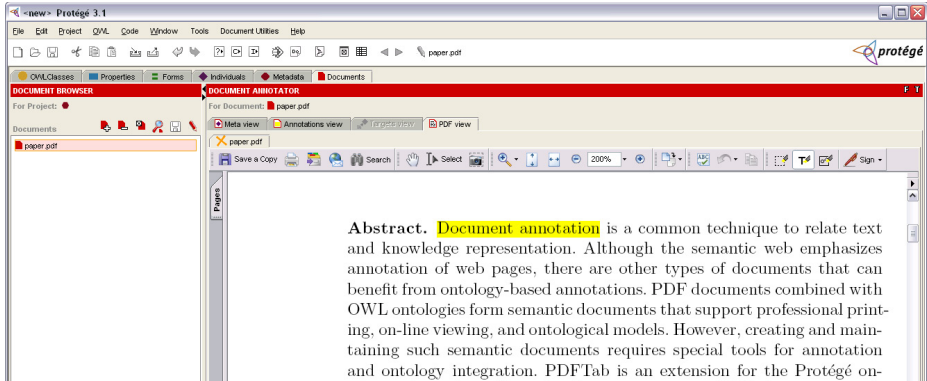 <new> Protégé 3.1
File Edit Project OWL Code Window Tools Document Utilities Help
paper.pdf protégé
OWLClasses Properties Forms Individuals Metadata Documents
DOCUMENT BROWSER DOCUMENT ANNOTATOR
For Project: For Document: paper.pdf
Documents Meta view Annotations view Targets view PDF view
paper.pdf paper.pdf
Save a Copy Search Select 200% Sign
Pages
Abstract. Document annotation is a common technique to relate text
and knowledge representation. Although the semantic web emphasizes
annotation of web pages, there are other types of documents that can
benefit from ontology-based annotations. PDF documents combined with
OWL ontologies form semantic documents that support professional print-
ing, on-line viewing, and ontological models. However, creating and main-
taining such semantic documents requires special tools for annotation
and ontology integration. PDFTab is an extension for the Protégé on-